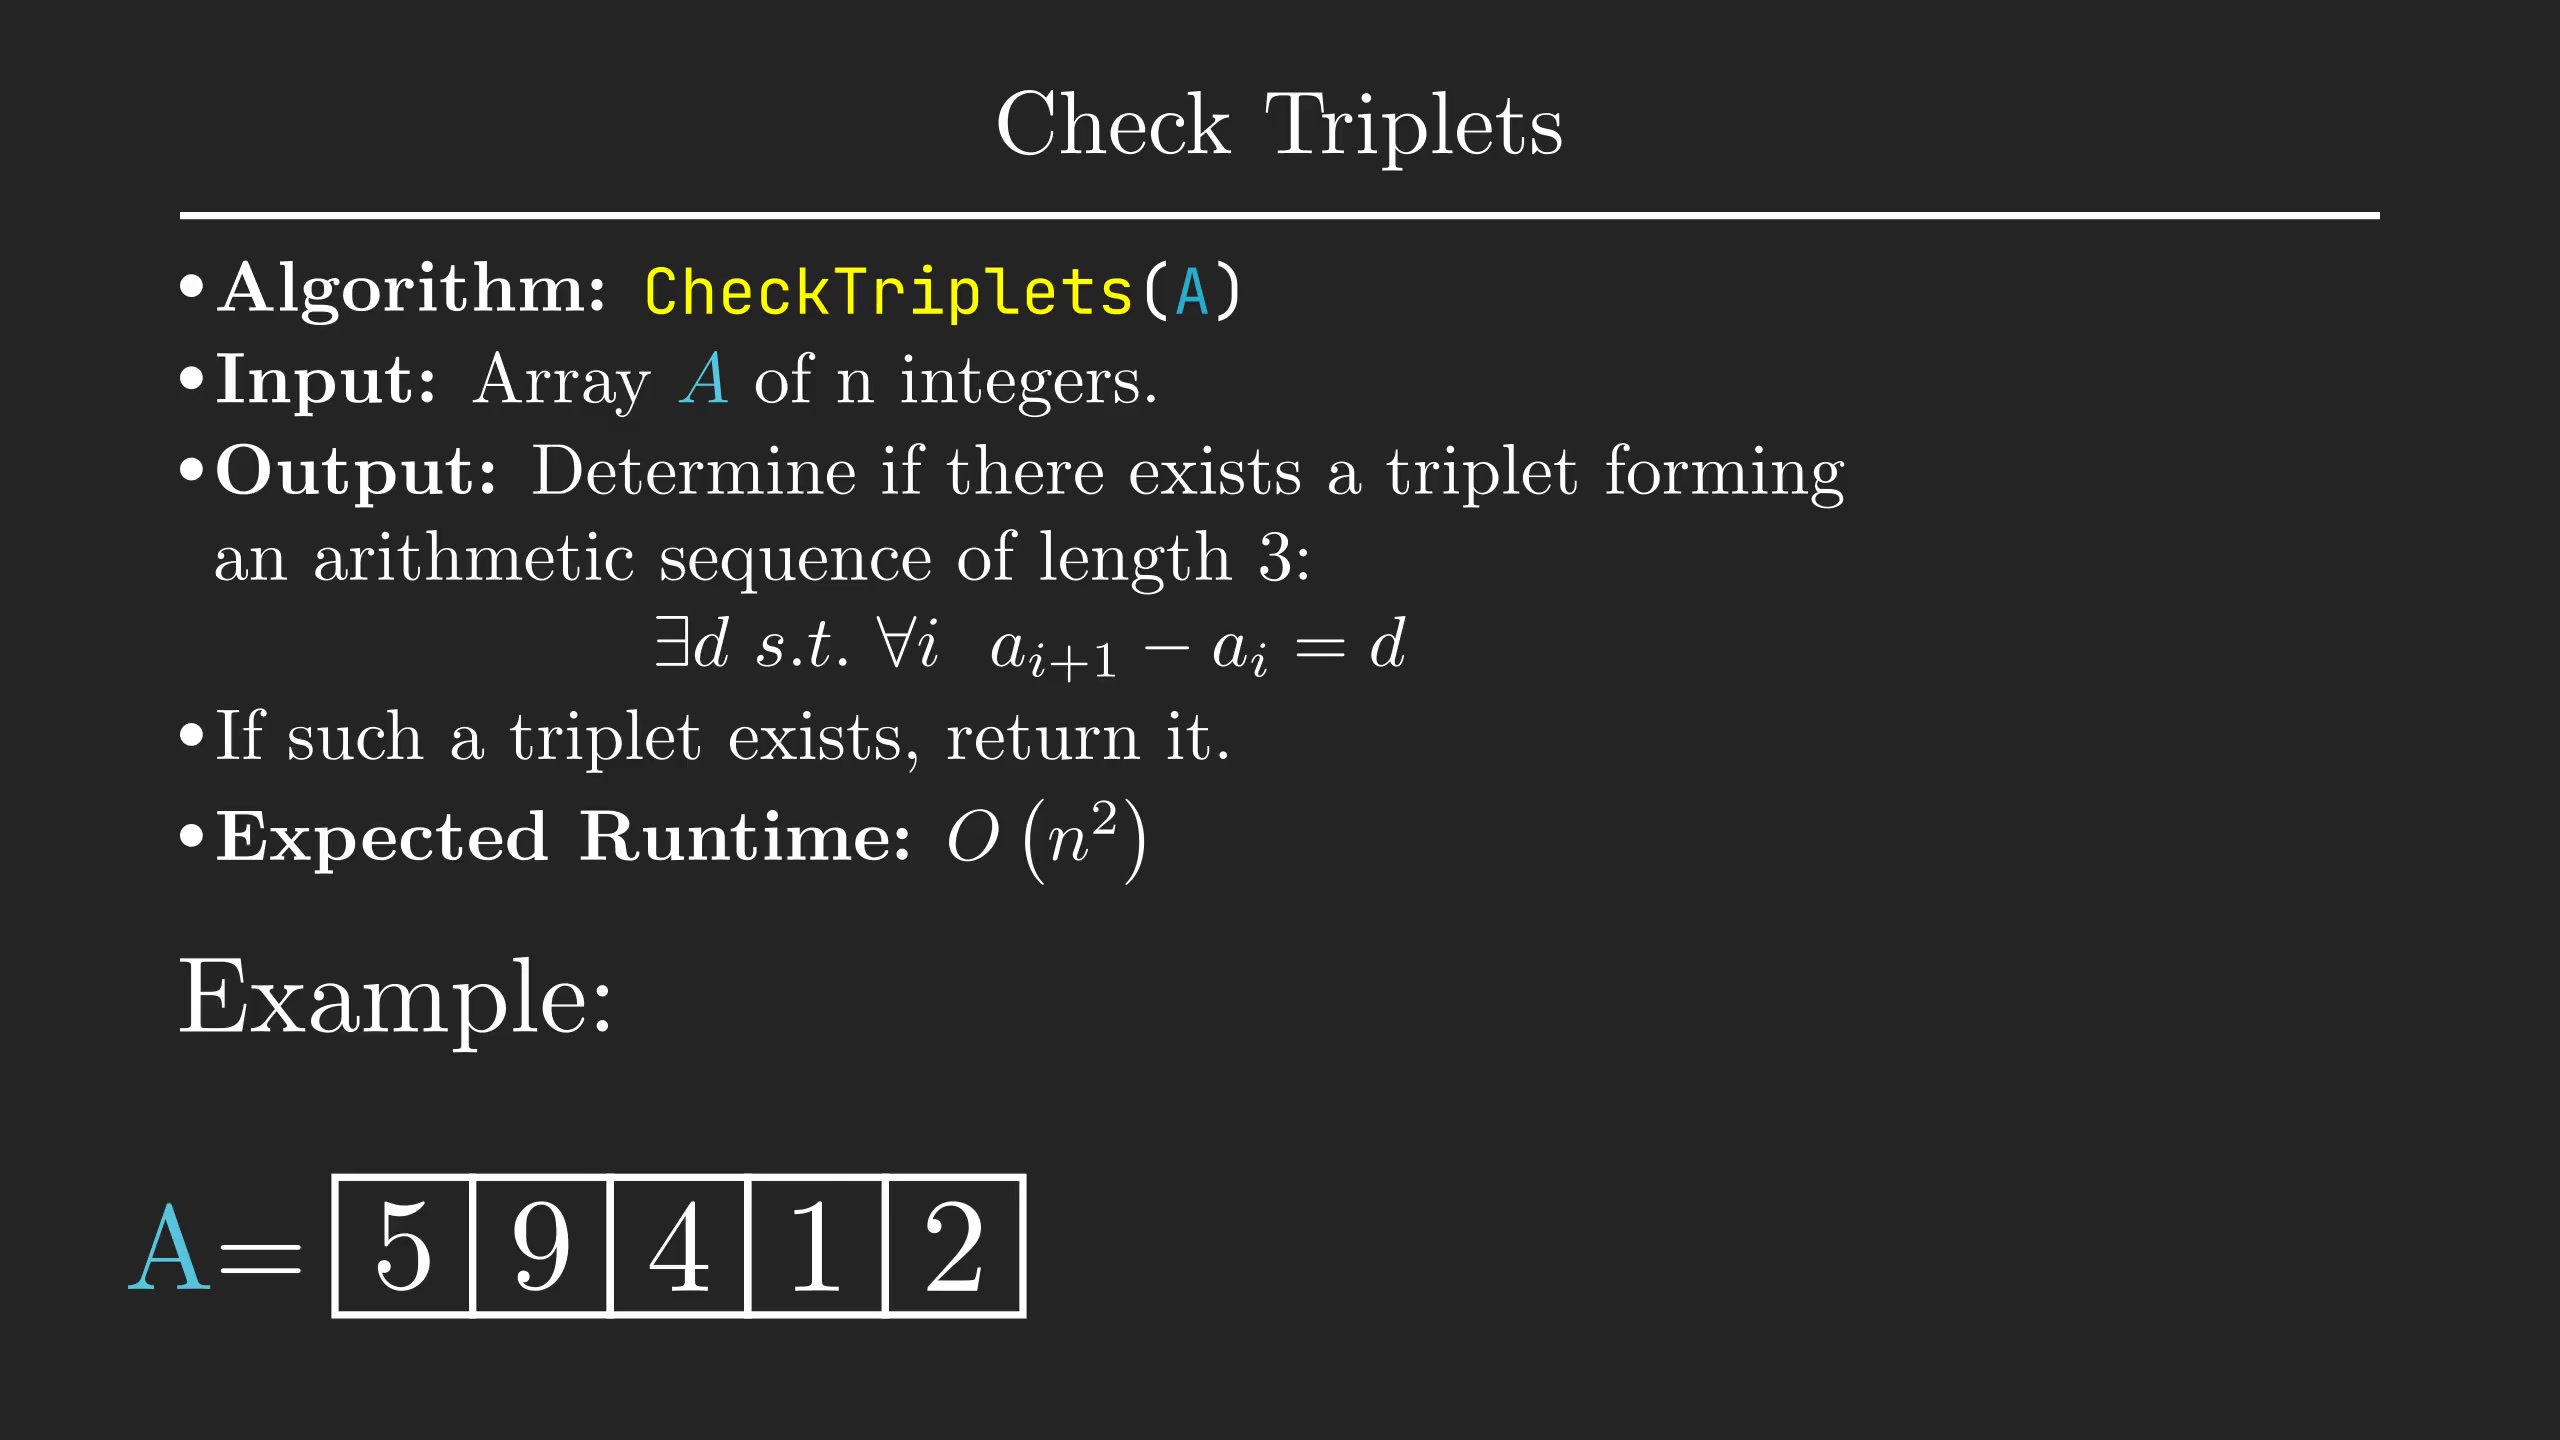 Check Triplets
•Algorithm: CheckTriplets(A)
•Input: Array A of n integers.
•Output: Determine if there exists a triplet forming
an arithmetic sequence of length 3:
∃d s.t. ∀i a_{i+1} − a_i = d
•If such a triplet exists, return it.
•Expected Runtime: O(n²)
Example:
A= 5 9 4 1 2